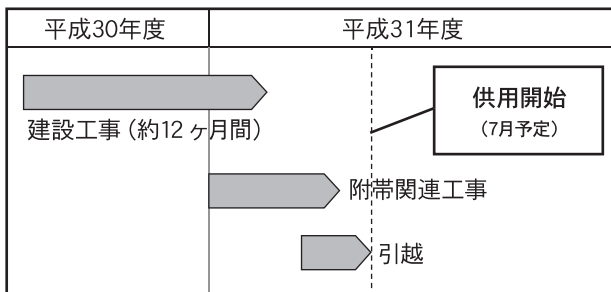 平成30年度
平成31年度
建設工事（約12ヶ月間）
供用開始
（7月予定）
附帯関連工事
引越